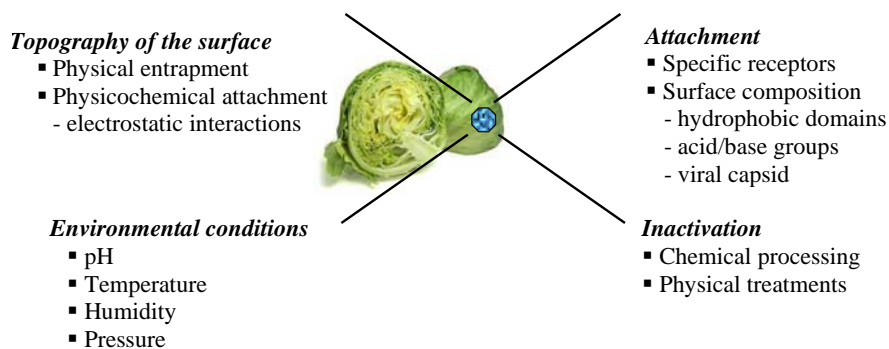 Topography of the surface
▪ Physical entrapment
▪ Physicochemical attachment
- electrostatic interactions
Attachment
▪ Specific receptors
▪ Surface composition
- hydrophobic domains
- acid/base groups
- viral capsid
Environmental conditions
▪ pH
▪ Temperature
▪ Humidity
▪ Pressure
Inactivation
▪ Chemical processing
▪ Physical treatments